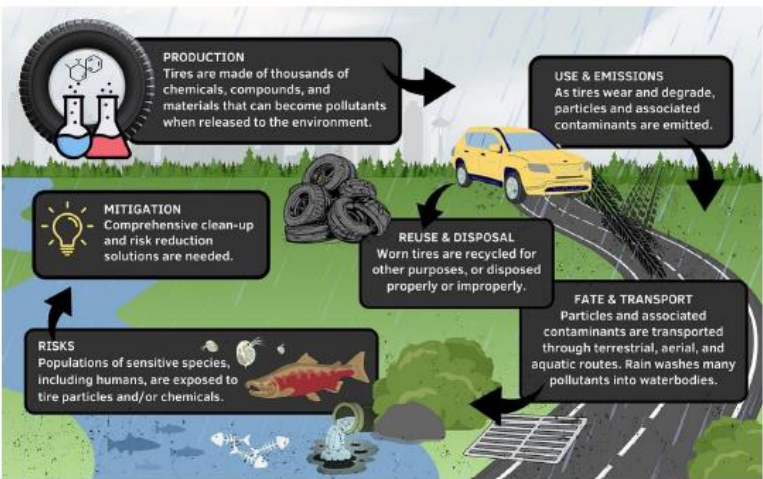 PRODUCTION
Tires are made of thousands of
chemicals, compounds, and
materials that can become pollutants
when released to the environment.
USE & EMISSIONS
As tires wear and degrade,
particles and associated
contaminants are emitted.
REUSE & DISPOSAL
Worn tires are recycled for
other purposes, or disposed
properly or improperly.
FATE & TRANSPORT
Particles and associated
contaminants are transported
through terrestrial, aerial, and
aquatic routes. Rain washes many
pollutants into waterbodies.
RISKS
Populations of sensitive species,
including humans, are exposed to
tire particles and/or chemicals.
MITIGATION
Comprehensive clean-up
and risk reduction
solutions are needed.